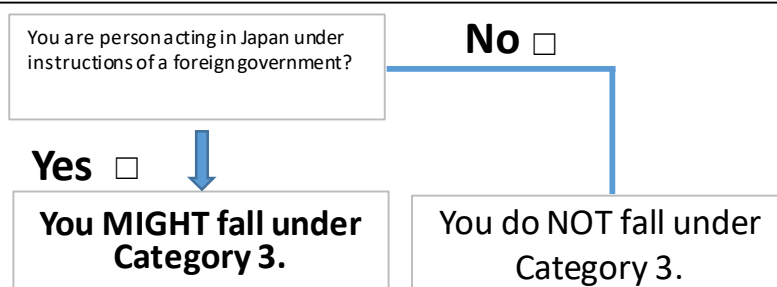 You are person acting in Japan under
instructions of a foreign government?
No □
Yes □
You MIGHT fall under
Category 3.
You do NOT fall under
Category 3.